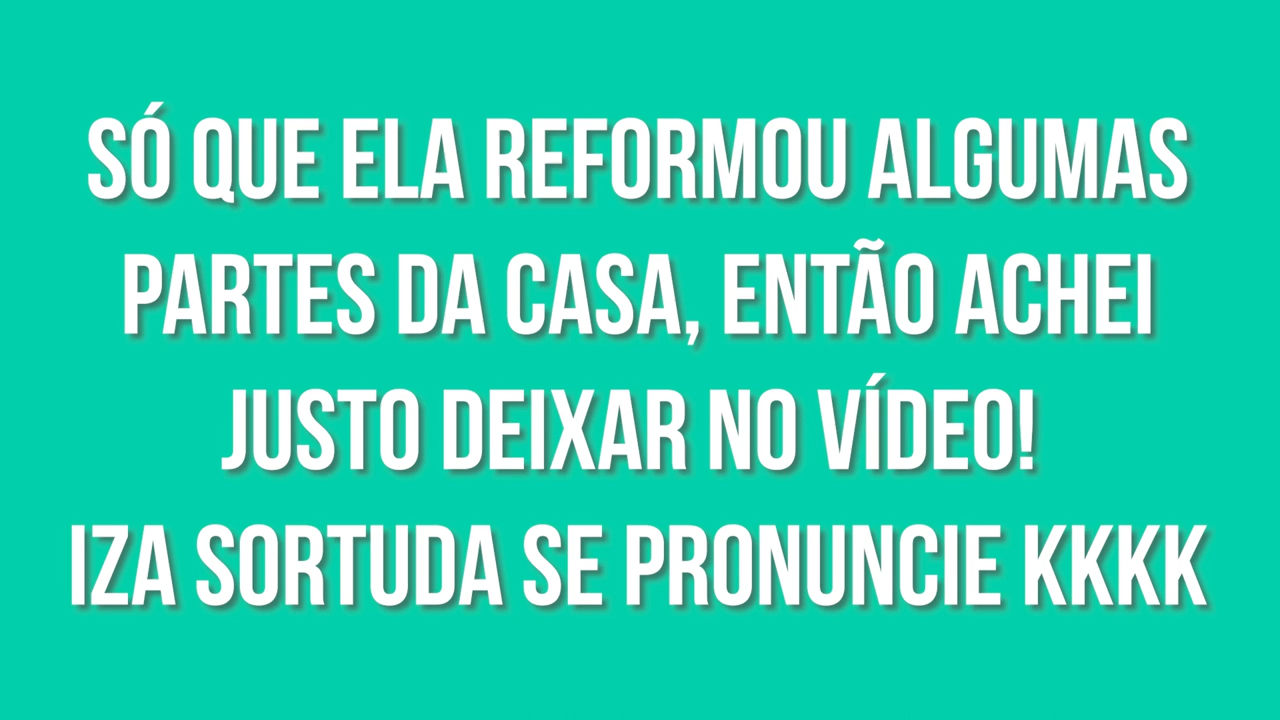 SÓ QUE ELA REFORMOU ALGUMAS
PARTES DA CASA, ENTÃO ACHEI
JUSTO DEIXAR NO VÍDEO!
IZA SORTUDA SE PRONUNCIE KKKK